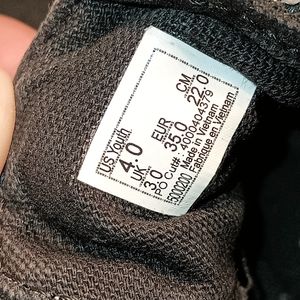 US Youth EUR CM
4.0 35.0 22.0
UK
3.0
PO Cut#: 4000404379
Made in Vietnam
Fabriqué en Vietnam